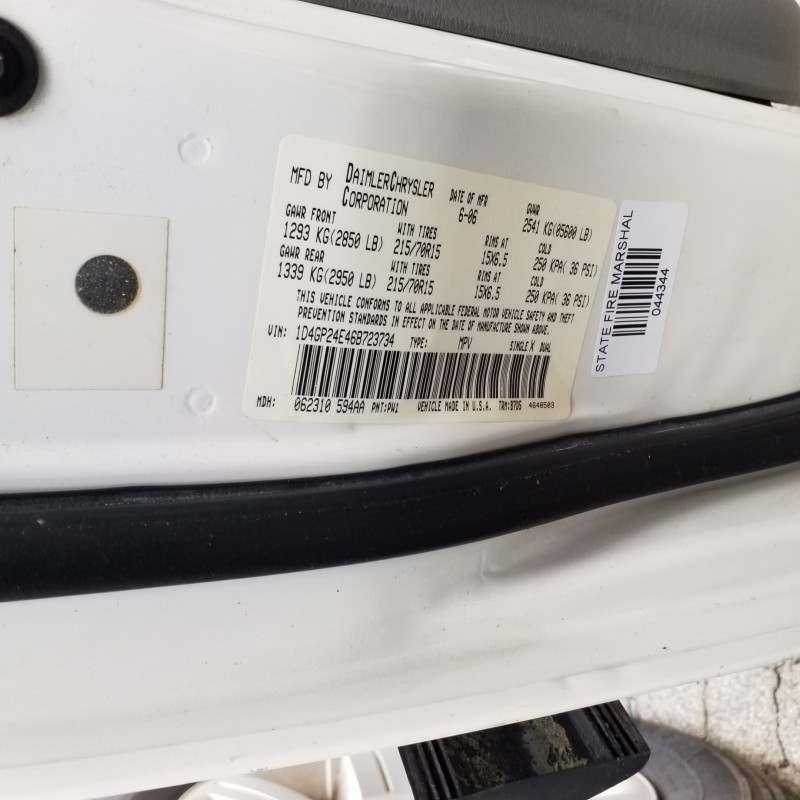 MFD BY DAIMLERCHRYSLER CORPORATION
DATE OF MFR 6-06
GVWR 2541 KG(05600 LB)
GAWR FRONT WITH TIRES RIMS AT COLD
1293 KG(2850 LB) 215/70R15 15X6.5 250 KPA( 36 PSI)
GAWR REAR WITH TIRES RIMS AT COLD
1339 KG(2950 LB) 215/70R15 15X6.5 250 KPA( 36 PSI)
THIS VEHICLE CONFORMS TO ALL APPLICABLE FEDERAL MOTOR VEHICLE SAFETY AND THEFT
PREVENTION STANDARDS IN EFFECT ON THE DATE OF MANUFACTURE SHOWN ABOVE.
VIN: 1D4GP24E46B723734 TYPE: MPV SINGLE X DUAL
MDH: 062310 594AA PNT:PW1 VEHICLE MADE IN U.S.A. TRM:B7D5 4640503
STATE FIRE MARSHAL
044344